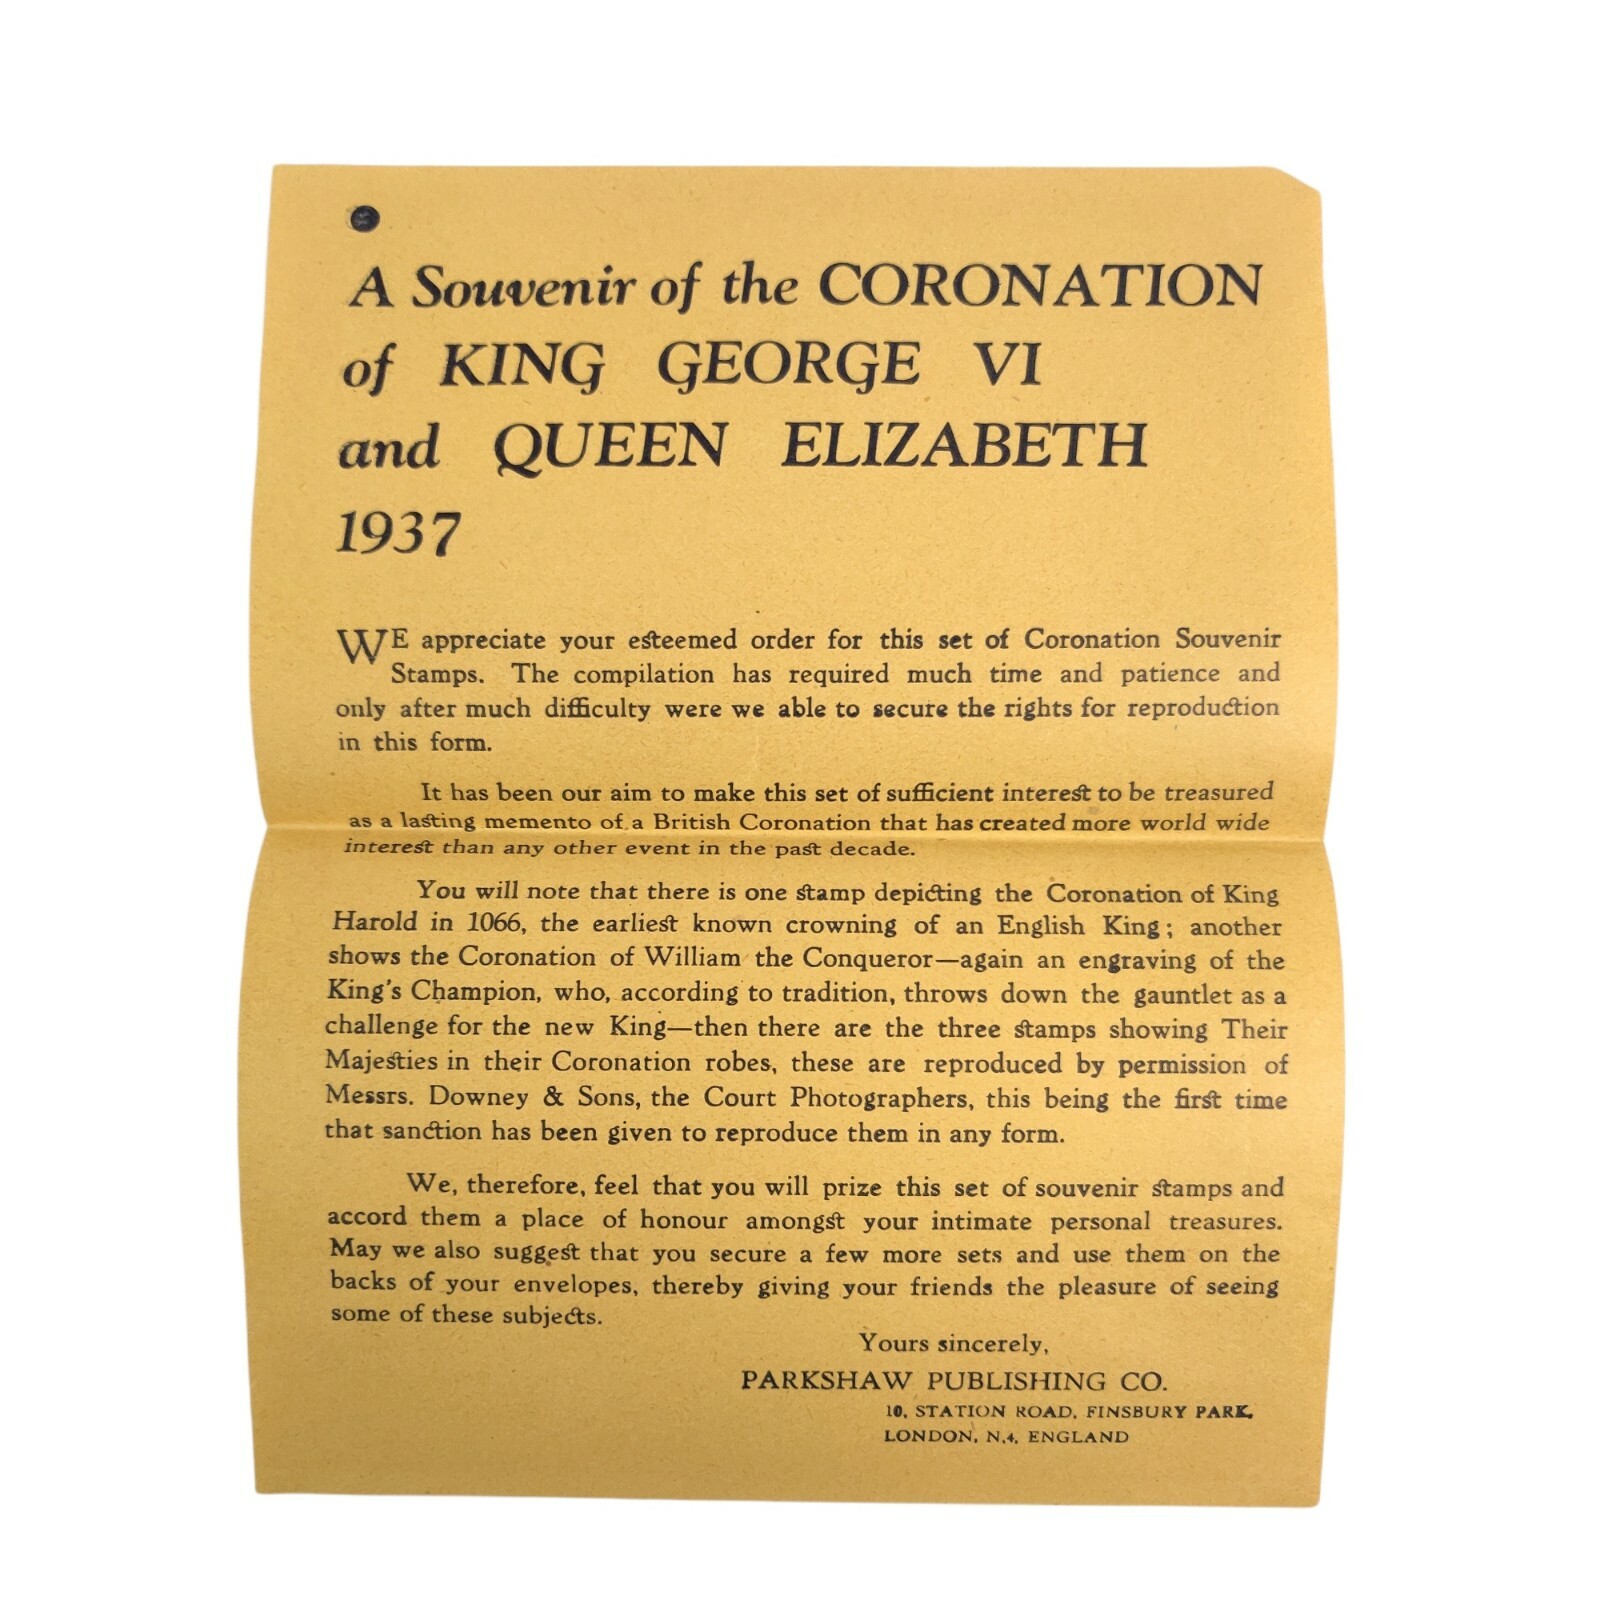 A Souvenir of the CORONATION
of KING GEORGE VI
and QUEEN ELIZABETH
1937
WE appreciate your esteemed order for this set of Coronation Souvenir
Stamps. The compilation has required much time and patience and
only after much difficulty were we able to secure the rights for reproduction
in this form.
It has been our aim to make this set of sufficient interest to be treasured
as a lasting memento of a British Coronation that has created more world wide
interest than any other event in the past decade.
You will note that there is one stamp depicting the Coronation of King
Harold in 1066, the earliest known crowning of an English King; another
shows the Coronation of William the Conqueror—again an engraving of the
King's Champion, who, according to tradition, throws down the gauntlet as a
challenge for the new King—then there are the three stamps showing Their
Majesties in their Coronation robes, these are reproduced by permission of
Messrs. Downey & Sons, the Court Photographers, this being the first time
that sanction has been given to reproduce them in any form.
We, therefore, feel that you will prize this set of souvenir stamps and
accord them a place of honour amongst your intimate personal treasures.
May we also suggest that you secure a few more sets and use them on the
backs of your envelopes, thereby giving your friends the pleasure of seeing
some of these subjects.
Yours sincerely,
PARKSHAW PUBLISHING CO.
10, STATION ROAD, FINSBURY PARK,
LONDON, N.4, ENGLAND